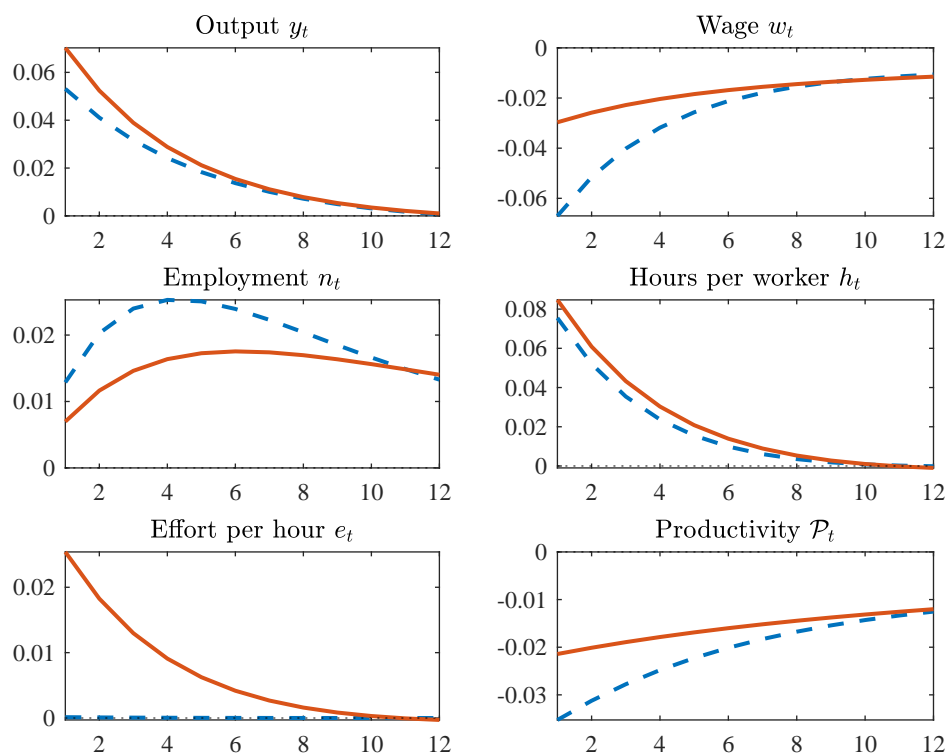 Output y_t
0.06
0.04
0.02
0
2 4 6 8 10 12
Wage w_t
0
-0.02
-0.04
-0.06
2 4 6 8 10 12
Employment n_t
0.02
0.01
0
2 4 6 8 10 12
Hours per worker h_t
0.08
0.06
0.04
0.02
0
2 4 6 8 10 12
Effort per hour e_t
0.02
0.01
0
2 4 6 8 10 12
Productivity 𝒫_t
0
-0.01
-0.02
-0.03
2 4 6 8 10 12